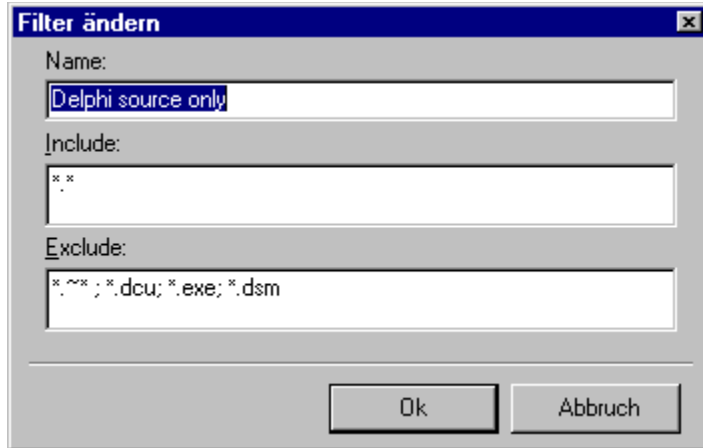 Filter ändern
Name:
Delphi source only
Include:
*.*
Exclude:
*.~* ; *.dcu; *.exe; *.dsm
Ok Abbruch